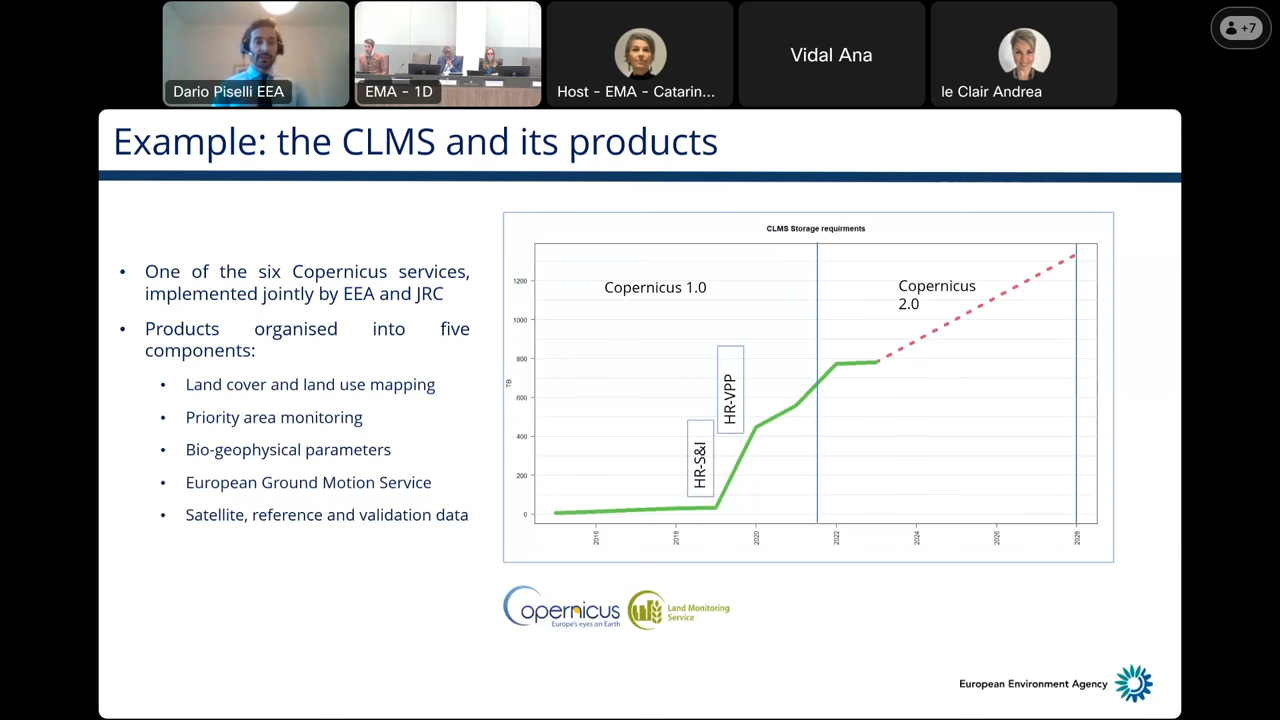 +7
Dario Piselli EEA
EMA - 1D
Host - EMA - Catarin...
Vidal Ana
le Clair Andrea
Example: the CLMS and its products
• One of the six Copernicus services,
implemented jointly by EEA and JRC
• Products organised into five
components:
• Land cover and land use mapping
• Priority area monitoring
• Bio-geophysical parameters
• European Ground Motion Service
• Satellite, reference and validation data
CLMS Storage requirments
Copernicus 1.0
Copernicus
2.0
HR-VPP
HR-S&I
TB
1200
1000
800
600
400
200
0
2016
2018
2020
2022
2024
2026
2028
Copernicus
Europe's eyes on Earth
Land Monitoring
Service
European Environment Agency